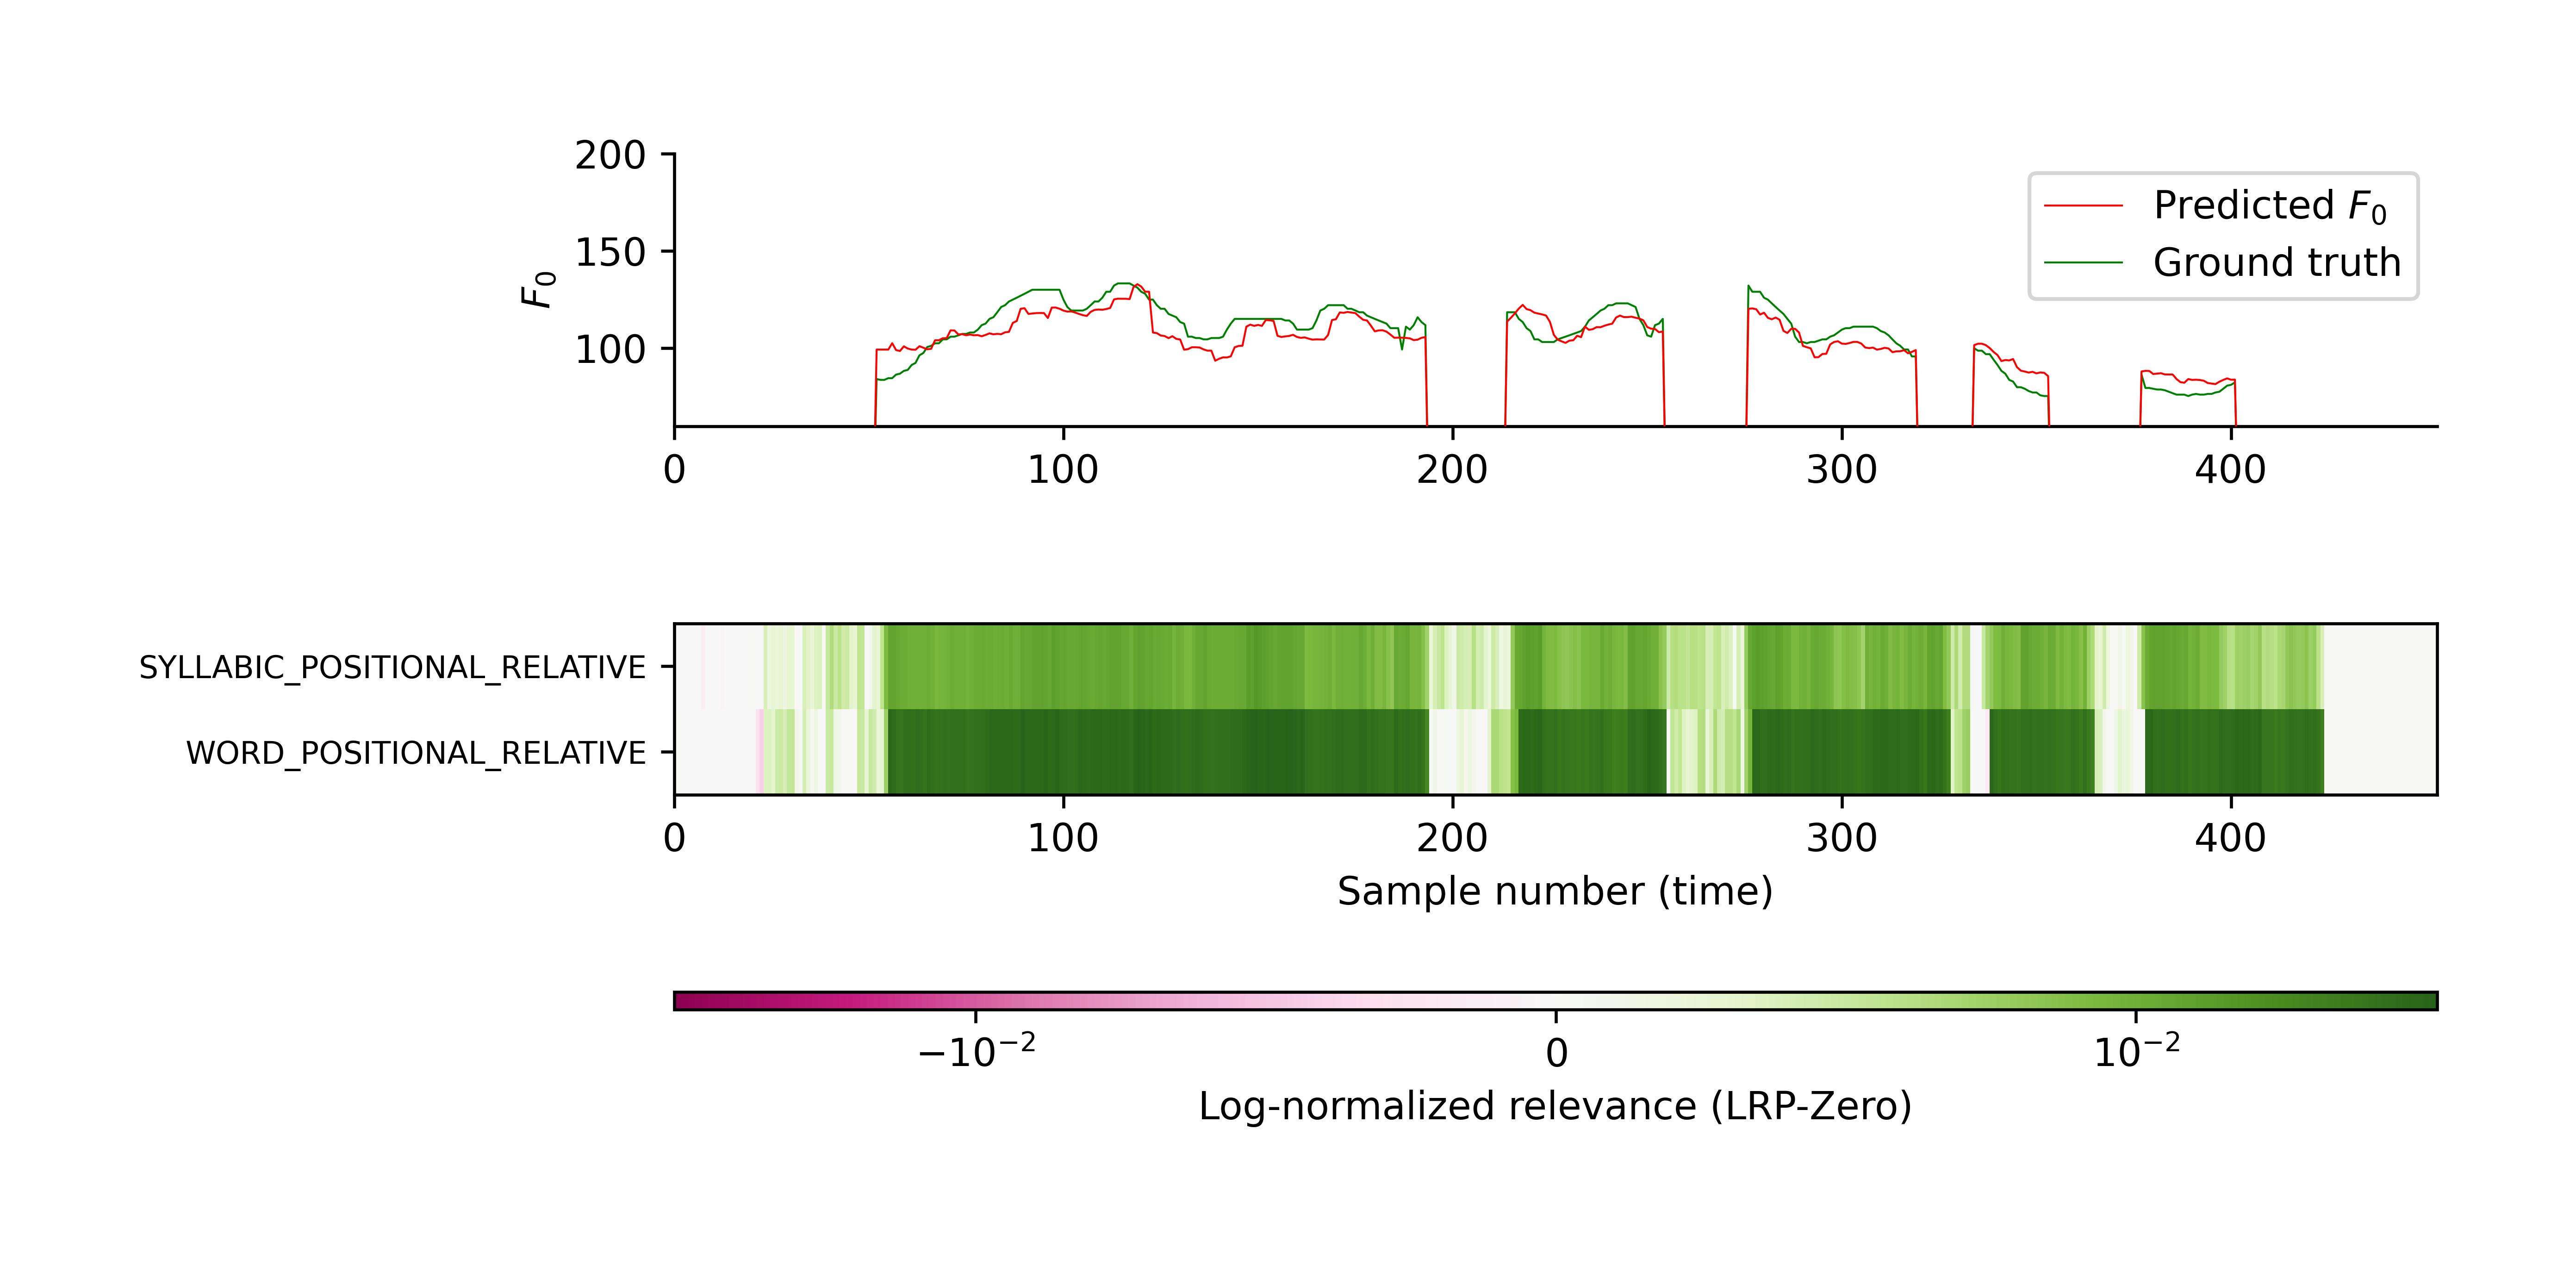 200
150
100
F₀
Predicted F₀
Ground truth
0 100 200 300 400
SYLLABIC_POSITIONAL_RELATIVE
WORD_POSITIONAL_RELATIVE
0 100 200 300 400
Sample number (time)
−10⁻² 0 10⁻²
Log-normalized relevance (LRP-Zero)